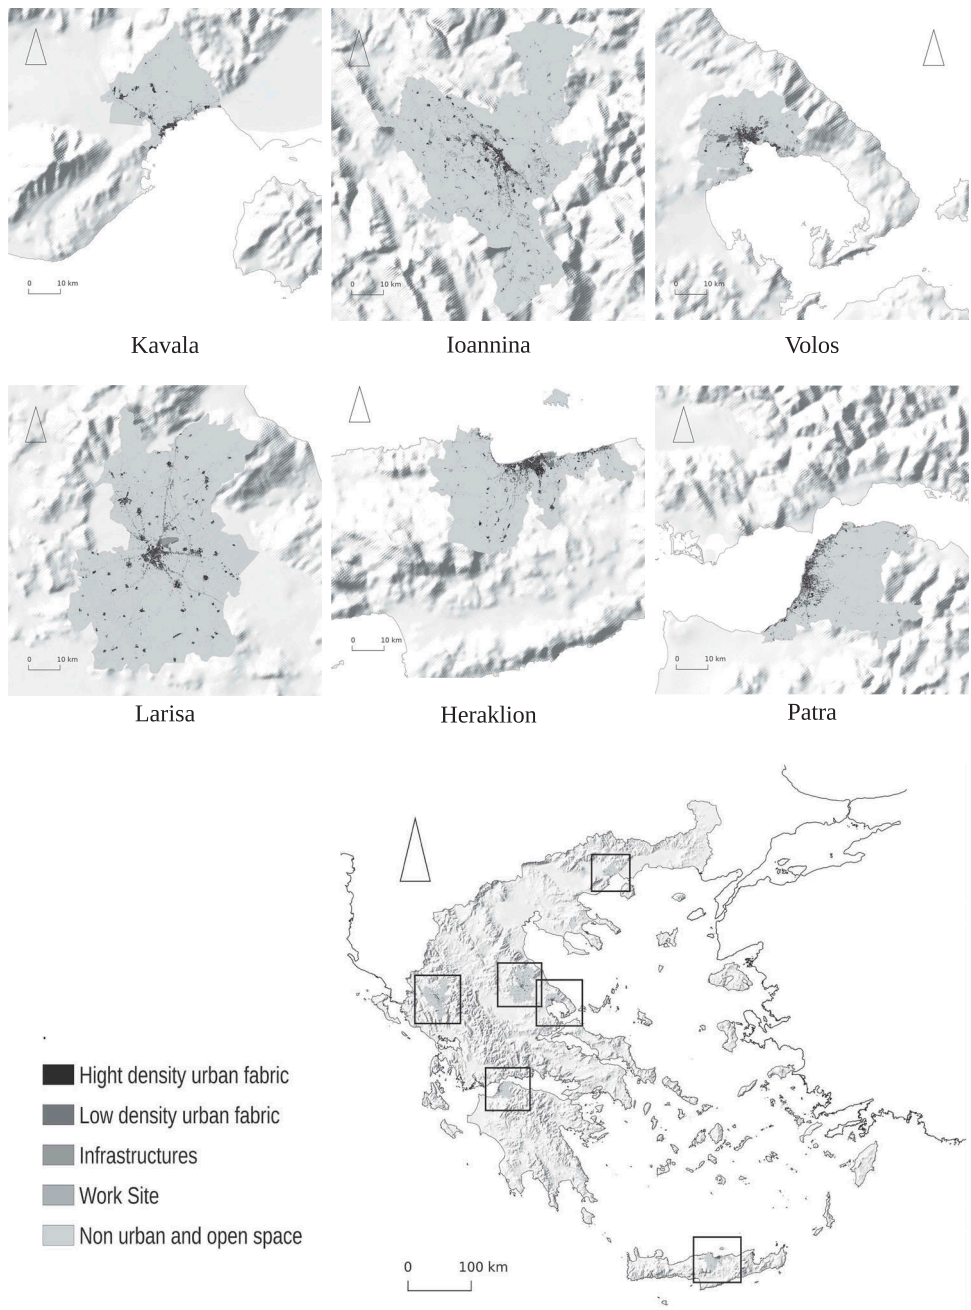 0 10 km
0 10 km
0 10 km
Kavala
Ioannina
Volos
0 10 km
0 10 km
0 10 km
Larisa
Heraklion
Patra
Hight density urban fabric
Low density urban fabric
Infrastructures
Work Site
Non urban and open space
0 100 km